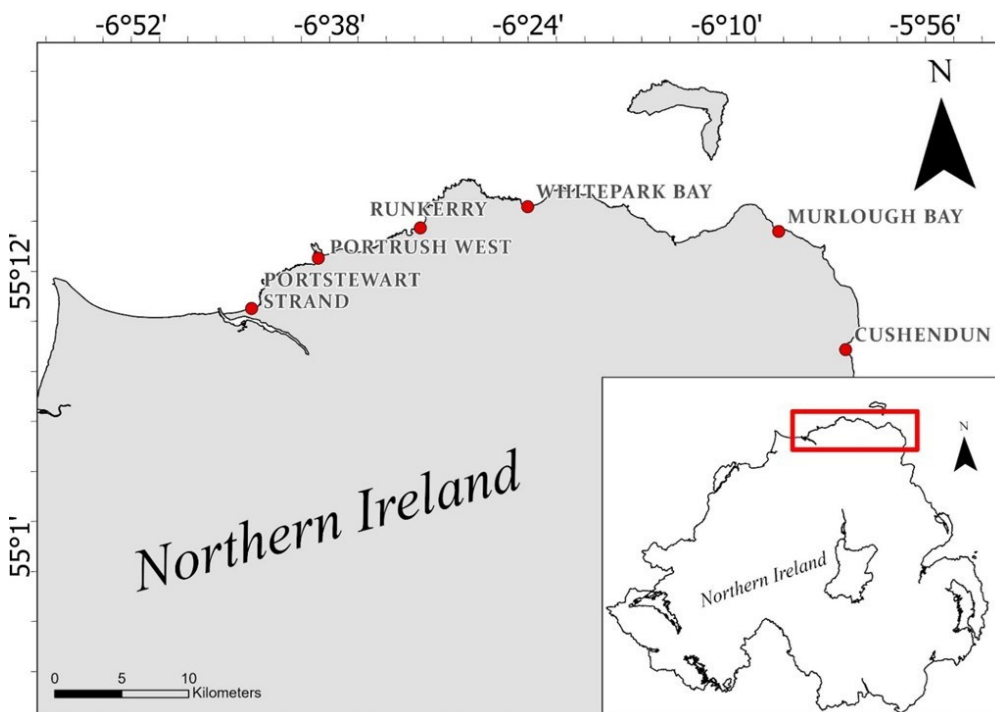 -6°52' -6°38' -6°24' -6°10' -5°56'
N
WHITEPARK BAY
RUNKERRY
MURLOUGH BAY
PORTRUSH WEST
55°12'
PORTSTEWART
STRAND
CUSHENDUN
N
Northern Ireland
55°1'
Northern Ireland
0 5 10
Kilometers